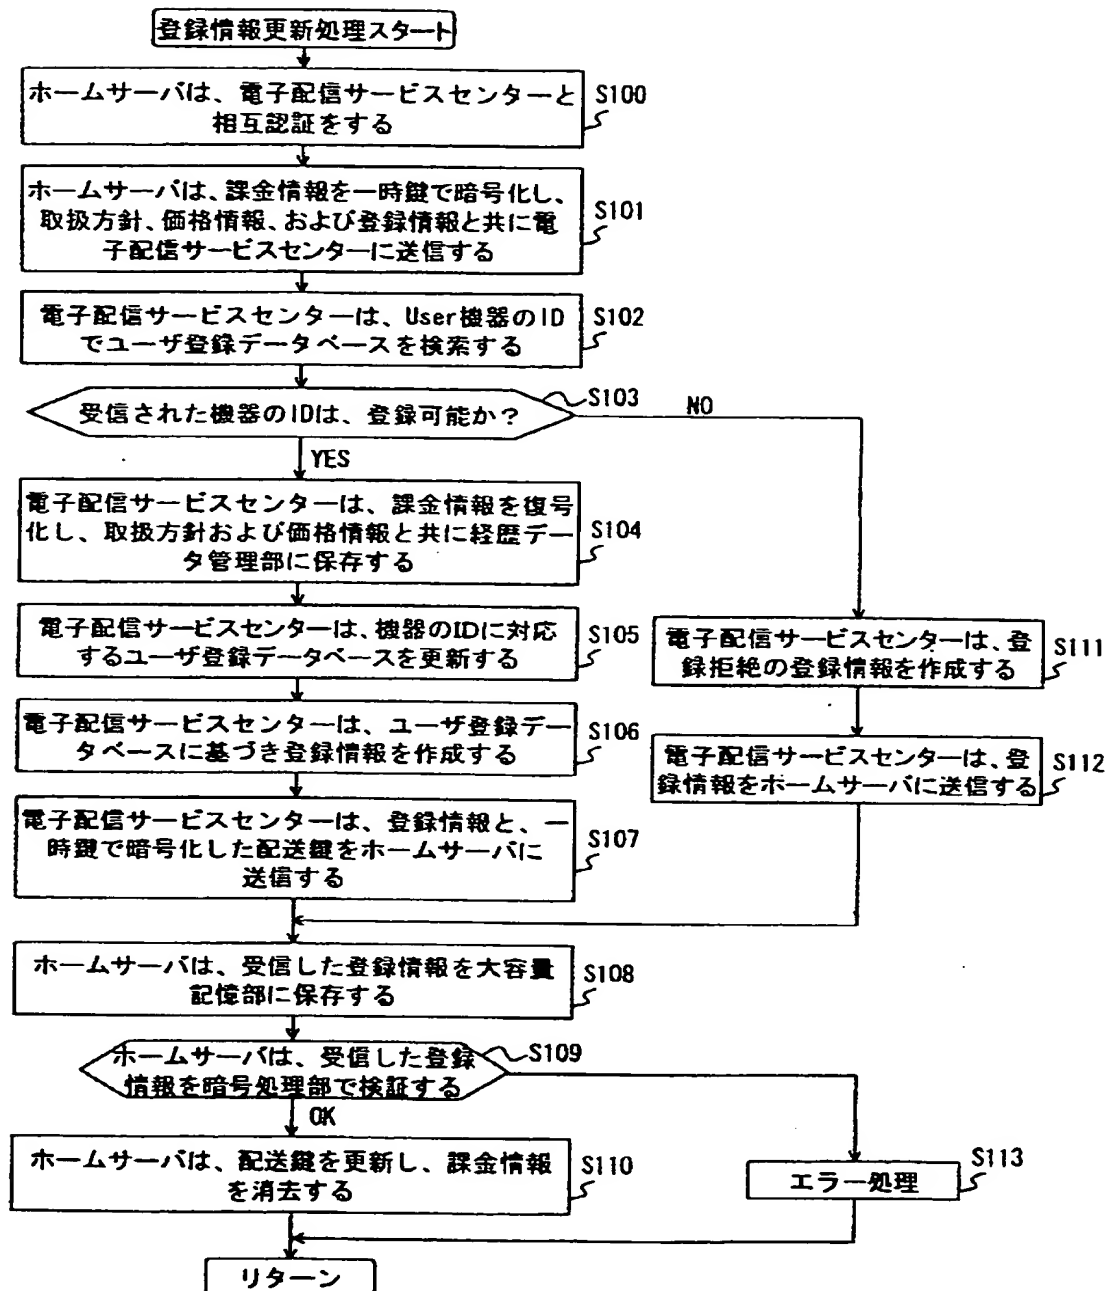 登録情報更新処理スタート
ホームサーバは、電子配信サービスセンターと
相互認証をする
S100
ホームサーバは、課金情報を一時鍵で暗号化し、
取扱方針、価格情報、および登録情報と共に電
子配信サービスセンターに送信する
S101
電子配信サービスセンターは、User機器のID
でユーザ登録データベースを検索する
S102
受信された機器のIDは、登録可能か？
S103
NO
YES
電子配信サービスセンターは、課金情報を復号
化し、取扱方針および価格情報と共に経歴デー
タ管理部に保存する
S104
電子配信サービスセンターは、機器のIDに対応
するユーザ登録データベースを更新する
S105
電子配信サービスセンターは、ユーザ登録デー
タベースに基づき登録情報を作成する
S106
電子配信サービスセンターは、登録情報と、一
時鍵で暗号化した配送鍵をホームサーバに
送信する
S107
電子配信サービスセンターは、登
録拒絶の登録情報を作成する
S111
電子配信サービスセンターは、登
録情報をホームサーバに送信する
S112
ホームサーバは、受信した登録情報を大容量
記憶部に保存する
S108
ホームサーバは、受信した登録
情報を暗号処理部で検証する
S109
OK
ホームサーバは、配送鍵を更新し、課金情報
を消去する
S110
エラー処理
S113
リターン